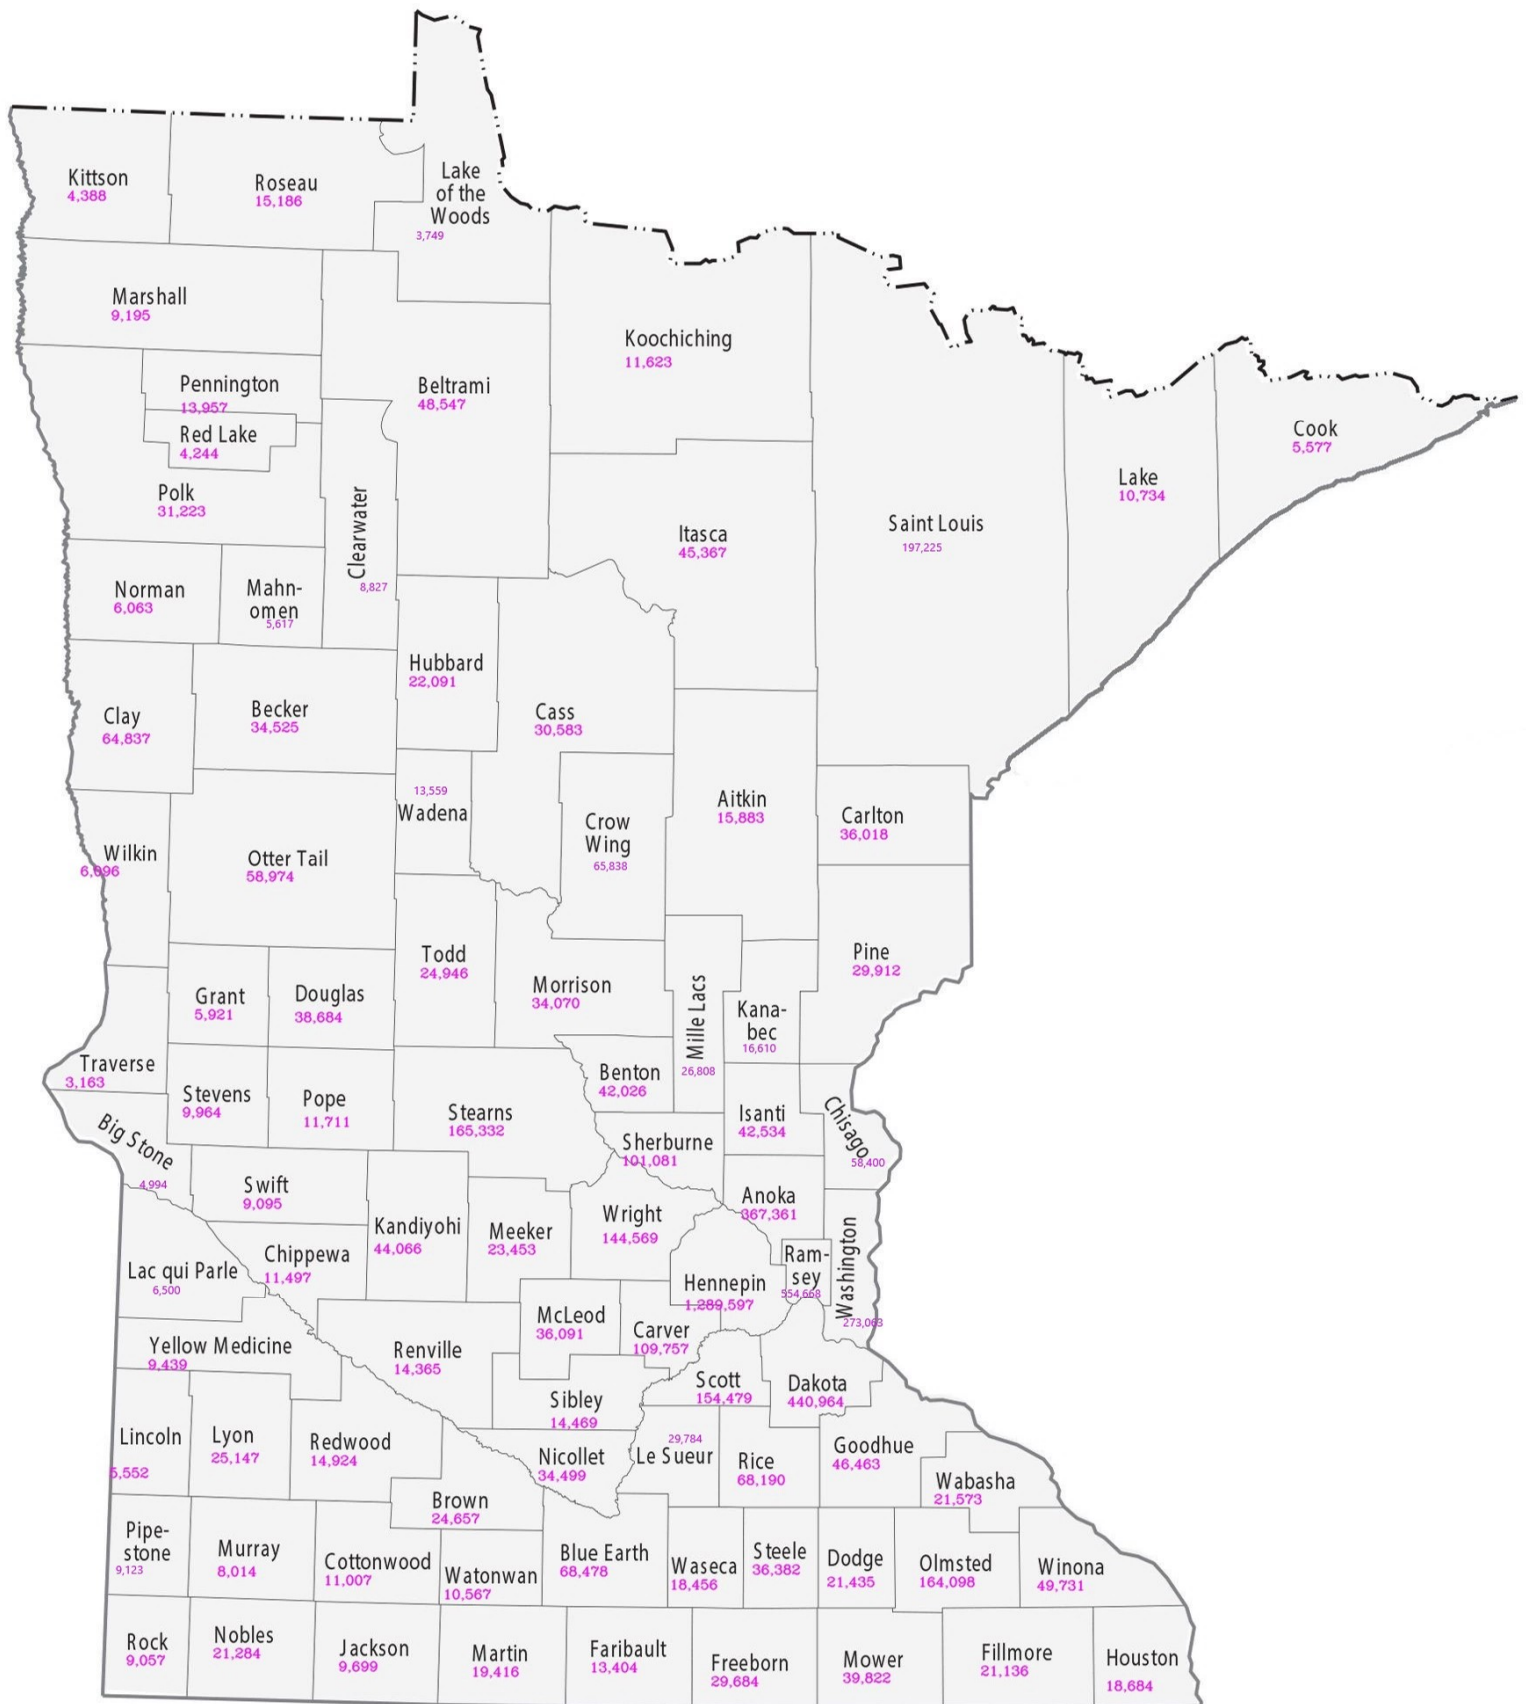 Kittson
4,388
Roseau
15,186
Lake
of the
Woods
3,749
Marshall
9,195
Koochiching
11,623
Pennington
13,957
Beltrami
48,547
Red Lake
4,244
Cook
5,577
Lake
10,734
Polk
31,223
Clearwater
8,827
Saint Louis
197,225
Itasca
45,367
Norman
6,063
Mahn-
omen
5,617
Hubbard
22,091
Clay
64,837
Becker
34,525
Cass
30,583
13,559
Wadena
Aitkin
15,883
Carlton
36,018
Crow
Wing
65,838
Wilkin
6,096
Otter Tail
58,974
Todd
24,946
Pine
29,912
Morrison
34,070
Mille Lacs
26,808
Grant
5,921
Douglas
38,684
Kana-
bec
16,610
Traverse
3,163
Stevens
9,964
Pope
11,711
Benton
42,026
Stearns
165,332
Isanti
42,534
Chisago
58,400
Big Stone
4,994
Sherburne
101,081
Swift
9,095
Anoka
367,361
Kandiyohi
44,066
Meeker
23,453
Wright
144,569
Washington
273,063
Lac qui Parle
6,500
Chippewa
11,497
Ram-
sey
554,668
Hennepin
1,289,597
McLeod
36,091
Carver
109,757
Yellow Medicine
9,439
Renville
14,365
Scott
154,479
Dakota
440,964
Sibley
14,469
Lincoln
5,552
Lyon
25,147
Redwood
14,924
Nicollet
34,499
29,784
Le Sueur
Rice
68,190
Goodhue
46,463
Wabasha
21,573
Brown
24,657
Pipe-
stone
9,123
Murray
8,014
Cottonwood
11,007
Watonwan
10,567
Blue Earth
68,478
Waseca
18,456
Steele
36,382
Dodge
21,435
Olmsted
164,098
Winona
49,731
Rock
9,057
Nobles
21,284
Jackson
9,699
Martin
19,416
Faribault
13,404
Freeborn
29,684
Mower
39,822
Fillmore
21,136
Houston
18,684